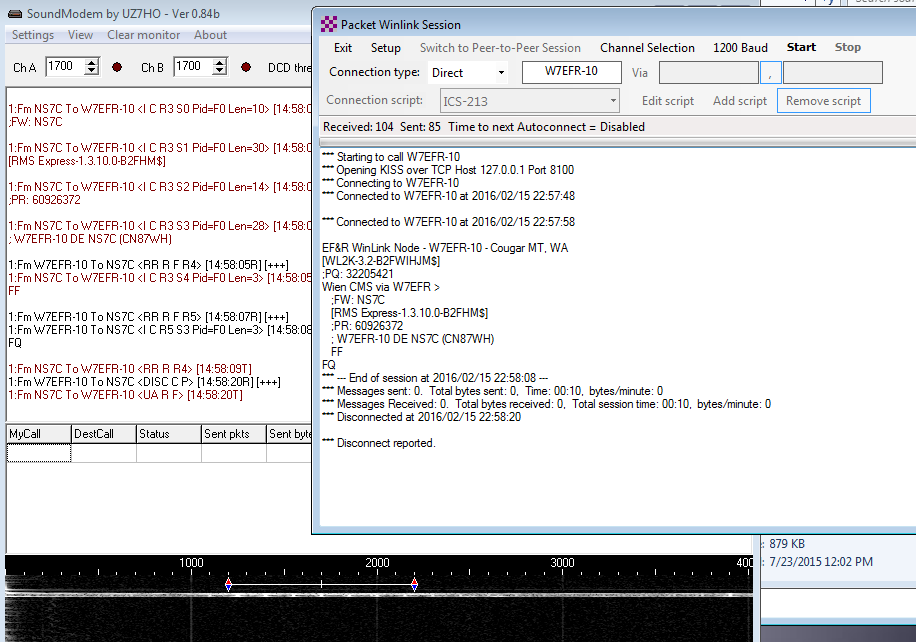 SoundModem by UZ7HO - Ver 0.84b
Settings View Clear monitor About
Ch A 1700 Ch B 1700 DCD thre
1:Fm NS7C To W7EFR-10 <I C R3 S0 Pid=F0 Len=10> [14:58:0
;FW: NS7C
1:Fm NS7C To W7EFR-10 <I C R3 S1 Pid=F0 Len=30> [14:58:0
[RMS Express-1.3.10.0-B2FHM$]
1:Fm NS7C To W7EFR-10 <I C R3 S2 Pid=F0 Len=14> [14:58:0
;PR: 60926372
1:Fm NS7C To W7EFR-10 <I C R3 S3 Pid=F0 Len=28> [14:58:0
; W7EFR-10 DE NS7C (CN87WH)
1:Fm W7EFR-10 To NS7C <RR R F R4> [14:58:05R] [+++]
1:Fm NS7C To W7EFR-10 <I C R3 S4 Pid=F0 Len=3> [14:58:05
FF
1:Fm W7EFR-10 To NS7C <RR R F R5> [14:58:07R] [+++]
1:Fm W7EFR-10 To NS7C <I C R5 S3 Pid=F0 Len=3> [14:58:09
FQ
1:Fm NS7C To W7EFR-10 <RR R R4> [14:58:09T]
1:Fm W7EFR-10 To NS7C <DISC C P> [14:58:20R] [+++]
1:Fm NS7C To W7EFR-10 <UA R F> [14:58:20T]
MyCall DestCall Status Sent pkts Sent byte
1000 2000 3000 400
Packet Winlink Session
Exit Setup Switch to Peer-to-Peer Session Channel Selection 1200 Baud Start Stop
Connection type: Direct W7EFR-10 Via ,
Connection script: ICS-213 Edit script Add script Remove script
Received: 104 Sent: 85 Time to next Autoconnect = Disabled
*** Starting to call W7EFR-10
*** Opening KISS over TCP Host 127.0.0.1 Port 8100
*** Connecting to W7EFR-10
*** Connected to W7EFR-10 at 2016/02/15 22:57:48
*** Connected to W7EFR-10 at 2016/02/15 22:57:58
EF&R WinLink Node - W7EFR-10 - Cougar MT, WA
[WL2K-3.2-B2FWIHJM$]
;PQ: 32205421
Wien CMS via W7EFR >
;FW: NS7C
[RMS Express-1.3.10.0-B2FHM$]
;PR: 60926372
; W7EFR-10 DE NS7C (CN87WH)
FF
FQ
*** --- End of session at 2016/02/15 22:58:08 ---
*** Messages sent: 0. Total bytes sent: 0, Time: 00:10, bytes/minute: 0
*** Messages Received: 0. Total bytes received: 0, Total session time: 00:10, bytes/minute: 0
*** Disconnected at 2016/02/15 22:58:20
*** Disconnect reported.
: 879 KB
: 7/23/2015 12:02 PM